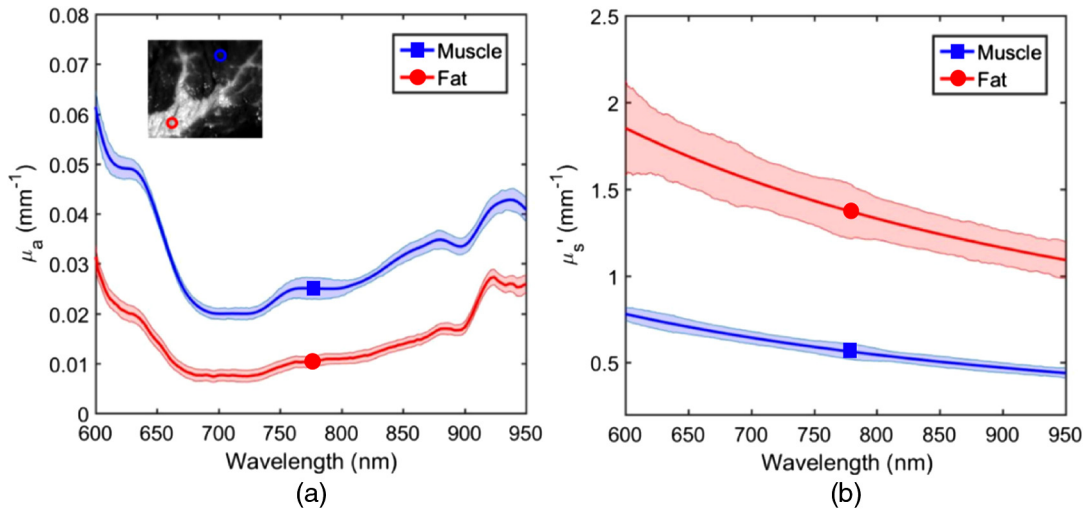 0.08
0.07
0.06
0.05
0.04
0.03
0.02
0.01
0
μa (mm-1)
Muscle
Fat
600 650 700 750 800 850 900 950
Wavelength (nm)
(a)
2.5
2
1.5
1
0.5
μs' (mm-1)
Muscle
Fat
600 650 700 750 800 850 900 950
Wavelength (nm)
(b)